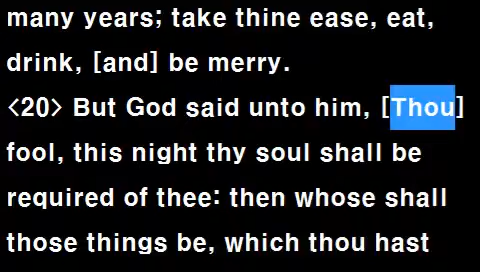 many years; take thine ease, eat,
drink, [and] be merry.
<20> But God said unto him, [Thou]
fool, this night thy soul shall be
required of thee: then whose shall
those things be, which thou hast